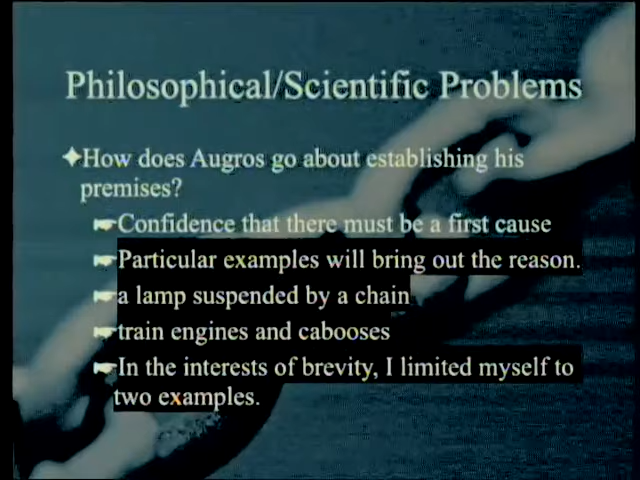 Philosophical/Scientific Problems
How does Augros go about establishing his
premises?
Confidence that there must be a first cause
Particular examples will bring out the reason.
a lamp suspended by a chain
train engines and cabooses
In the interests of brevity, I limited myself to
two examples.